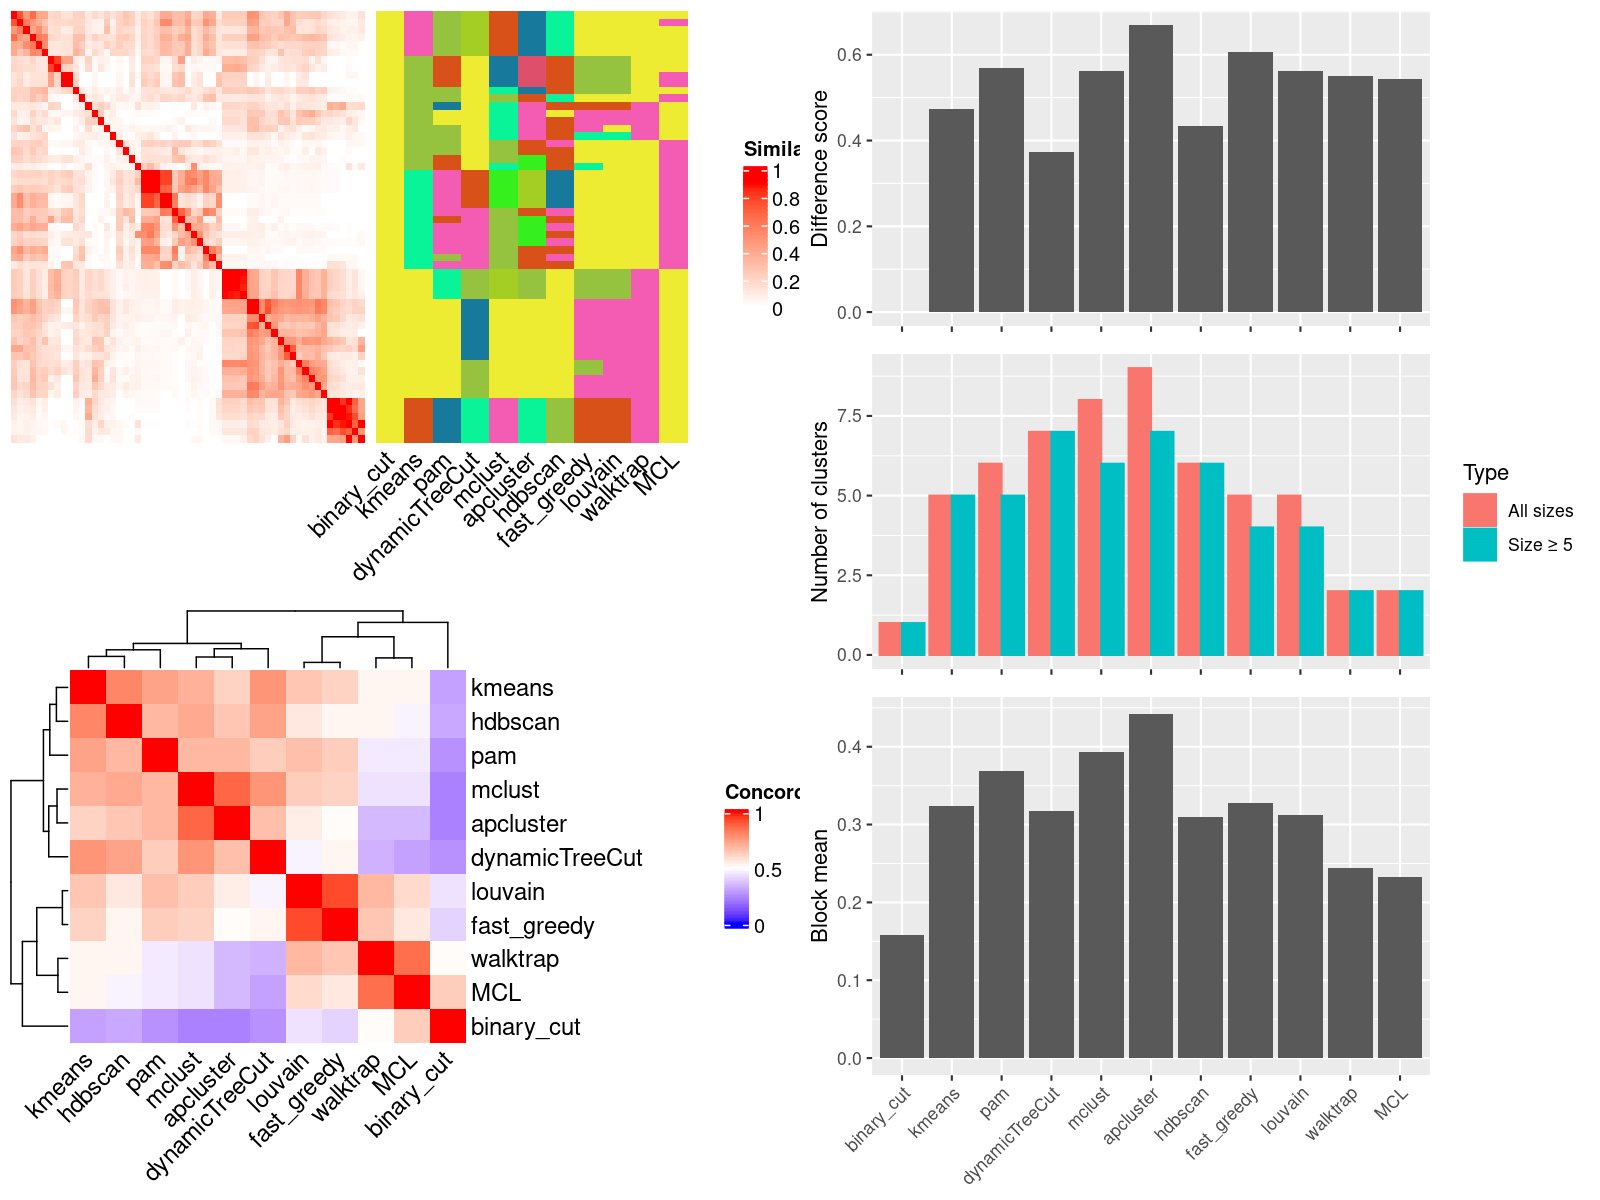 Simila
1
0.8
0.6
0.4
0.2
0
binary_cut
kmeans
pam
dynamicTreeCut
mclust
apcluster
hdbscan
fast_greedy
louvain
walktrap
MCL
kmeans
hdbscan
pam
mclust
apcluster
dynamicTreeCut
louvain
fast_greedy
walktrap
MCL
binary_cut
kmeans
hdbscan
pam
mclust
apcluster
dynamicTreeCut
louvain
fast_greedy
walktrap
MCL
binary_cut
Concord
1
0.5
0
Difference score
0.6
0.4
0.2
0.0
Number of clusters
7.5
5.0
2.5
0.0
Type
All sizes
Size ≥ 5
Block mean
0.4
0.3
0.2
0.1
0.0
binary_cut
kmeans
pam
dynamicTreeCut
mclust
apcluster
hdbscan
fast_greedy
louvain
walktrap
MCL